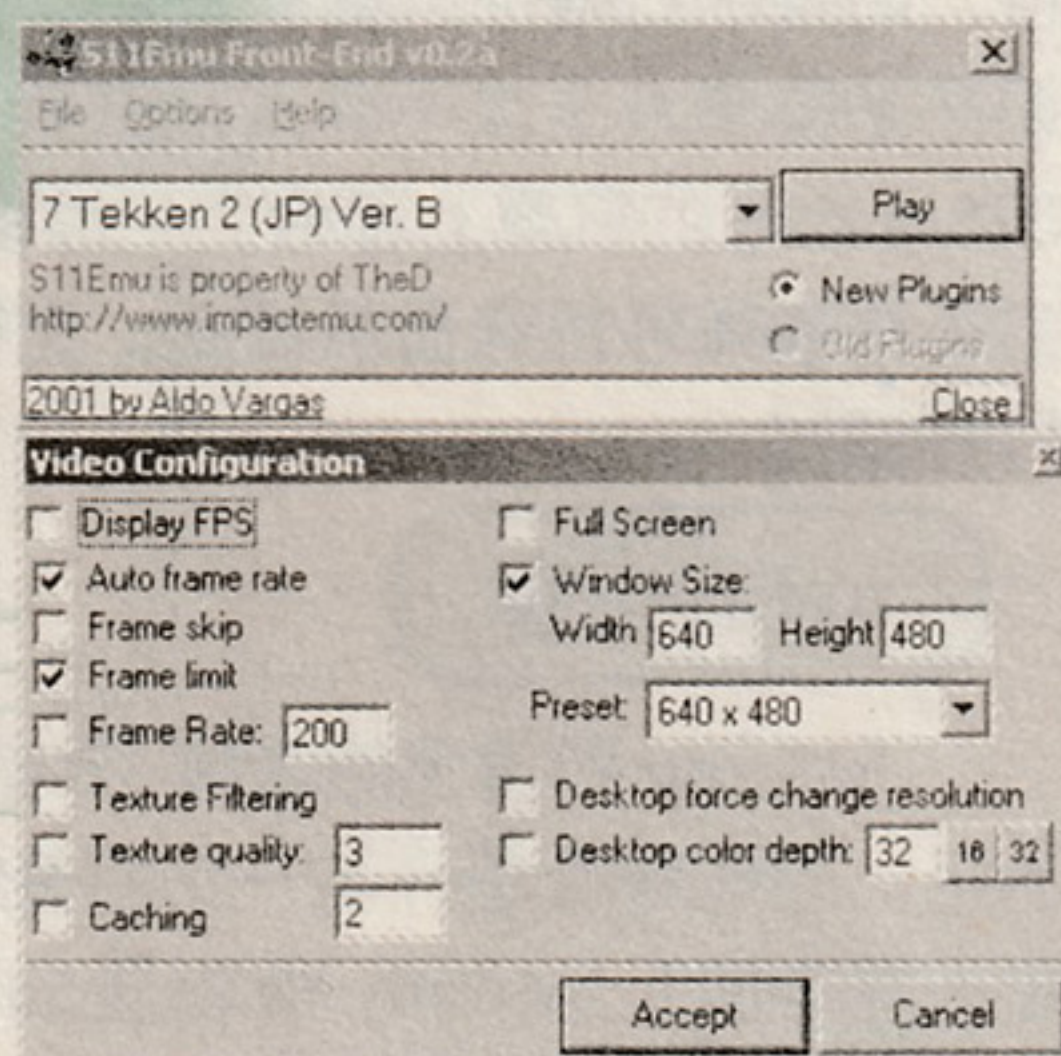 S11Emu Front-End v0.2a
File Options Help
7 Tekken 2 (JP) Ver. B
Play
S11Emu is property of TheD
http://www.impactemu.com/
New Plugins
Old Plugins
2001 by Aldo Vargas
Close
Video Configuration
Display FPS
Full Screen
Auto frame rate
Window Size:
Frame skip
Width 640 Height 480
Frame limit
Preset: 640 x 480
Frame Rate: 200
Texture Filtering
Desktop force change resolution
Texture quality: 3
Desktop color depth: 32 16 32
Caching 2
Accept Cancel